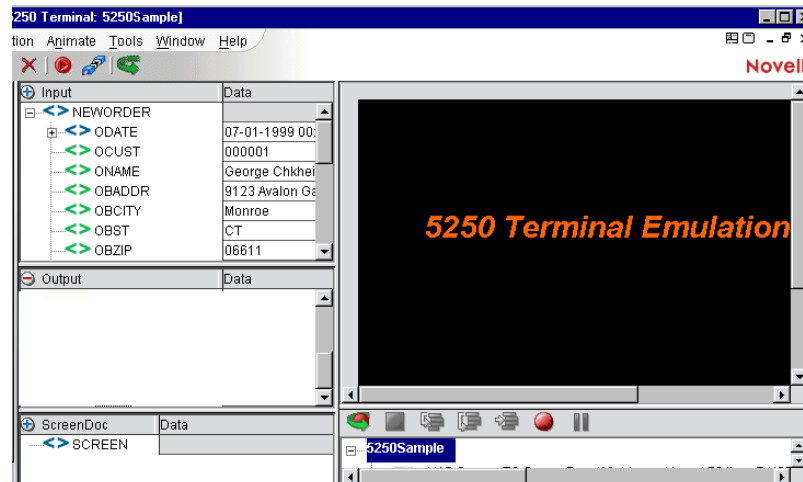 5250 Terminal: 5250Sample]
tion Animate Tools Window Help
Novell
Input Data
NEWORDER
ODATE 07-01-1999 00:
OCUST 000001
ONAME George Chkhei
OBADDR 9123 Avalon Ga
OBCITY Monroe
OBST CT
OBZIP 06611
5250 Terminal Emulation
Output Data
ScreenDoc Data
SCREEN
5250Sample